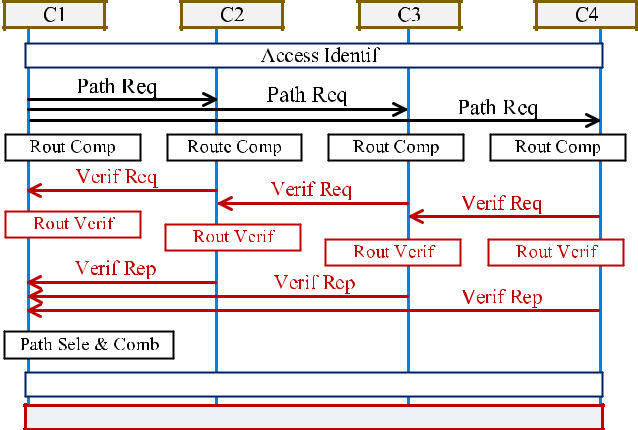 C1 C2 C3 C4
Access Identif
Path Req
Path Req
Path Req
Rout Comp Route Comp Rout Comp Rout Comp
Verif Req
Verif Req
Verif Req
Rout Verif
Rout Verif
Rout Verif Rout Verif
Verif Rep
Verif Rep
Verif Rep
Path Sele & Comb